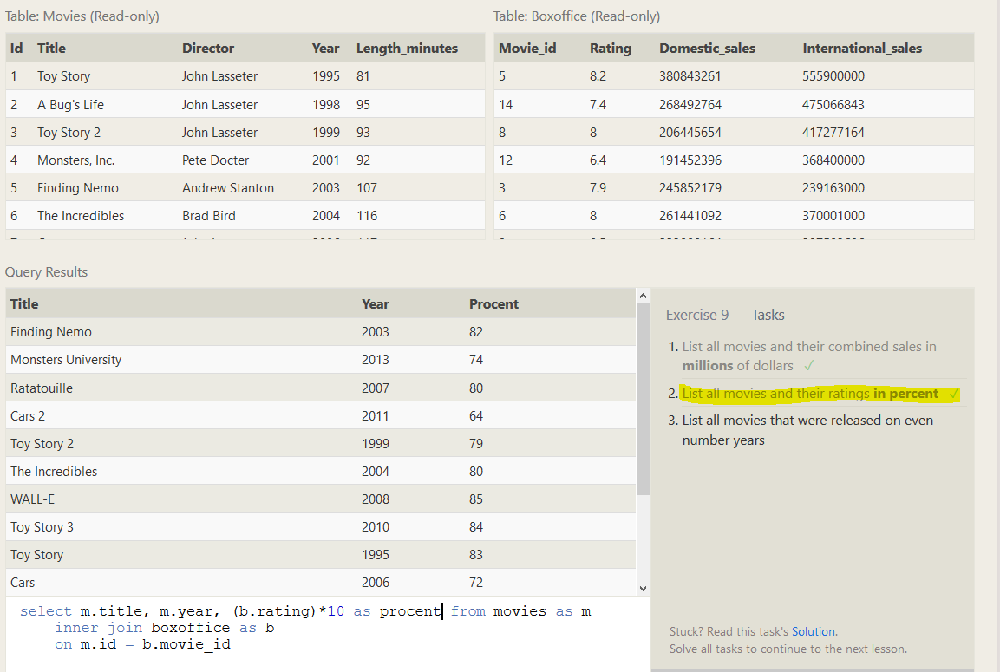 Table: Movies (Read-only)
Id Title Director Year Length_minutes
1 Toy Story John Lasseter 1995 81
2 A Bug's Life John Lasseter 1998 95
3 Toy Story 2 John Lasseter 1999 93
4 Monsters, Inc. Pete Docter 2001 92
5 Finding Nemo Andrew Stanton 2003 107
6 The Incredibles Brad Bird 2004 116
Table: Boxoffice (Read-only)
Movie_id Rating Domestic_sales International_sales
5 8.2 380843261 555900000
14 7.4 268492764 475066843
8 8 206445654 417277164
12 6.4 191452396 368400000
3 7.9 245852179 239163000
6 8 261441092 370001000
Query Results
Title Year Procent
Finding Nemo 2003 82
Monsters University 2013 74
Ratatouille 2007 80
Cars 2 2011 64
Toy Story 2 1999 79
The Incredibles 2004 80
WALL-E 2008 85
Toy Story 3 2010 84
Toy Story 1995 83
Cars 2006 72
select m.title, m.year, (b.rating)*10 as procent from movies as m
inner join boxoffice as b
on m.id = b.movie_id
Exercise 9 — Tasks
1. List all movies and their combined sales in
millions of dollars ✓
2. List all movies and their ratings in percent ✓
3. List all movies that were released on even
number years
Stuck? Read this task's Solution.
Solve all tasks to continue to the next lesson.